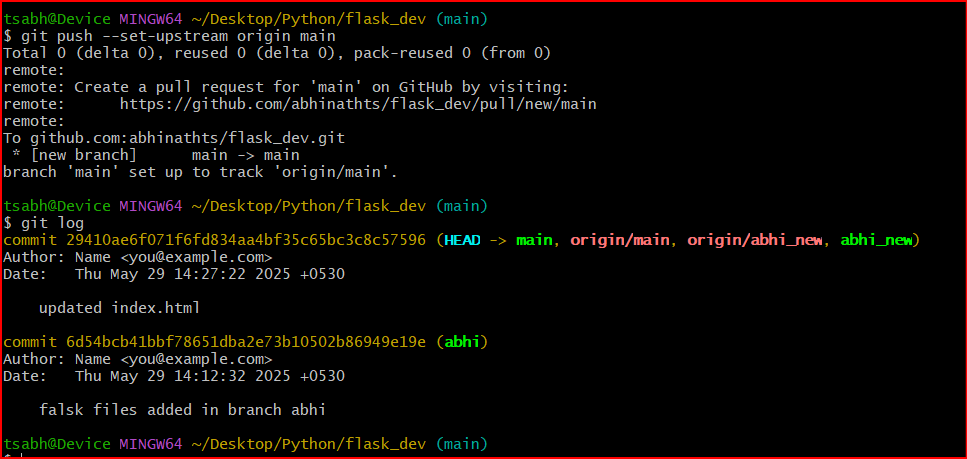 tsabh@Device MINGW64 ~/Desktop/Python/flask_dev (main)
$ git push --set-upstream origin main
Total 0 (delta 0), reused 0 (delta 0), pack-reused 0 (from 0)
remote:
remote: Create a pull request for 'main' on GitHub by visiting:
remote:      https://github.com/abhinathts/flask_dev/pull/new/main
remote:
To github.com:abhinathts/flask_dev.git
 * [new branch]      main -> main
branch 'main' set up to track 'origin/main'.

tsabh@Device MINGW64 ~/Desktop/Python/flask_dev (main)
$ git log
commit 29410ae6f071f6fd834aa4bf35c65bc3c8c57596 (HEAD -> main, origin/main, origin/abhi_new, abhi_new)
Author: Name <you@example.com>
Date:   Thu May 29 14:27:22 2025 +0530

    updated index.html

commit 6d54bcb41bbf78651dba2e73b10502b86949e19e (abhi)
Author: Name <you@example.com>
Date:   Thu May 29 14:12:32 2025 +0530

    falsk files added in branch abhi

tsabh@Device MINGW64 ~/Desktop/Python/flask_dev (main)
$